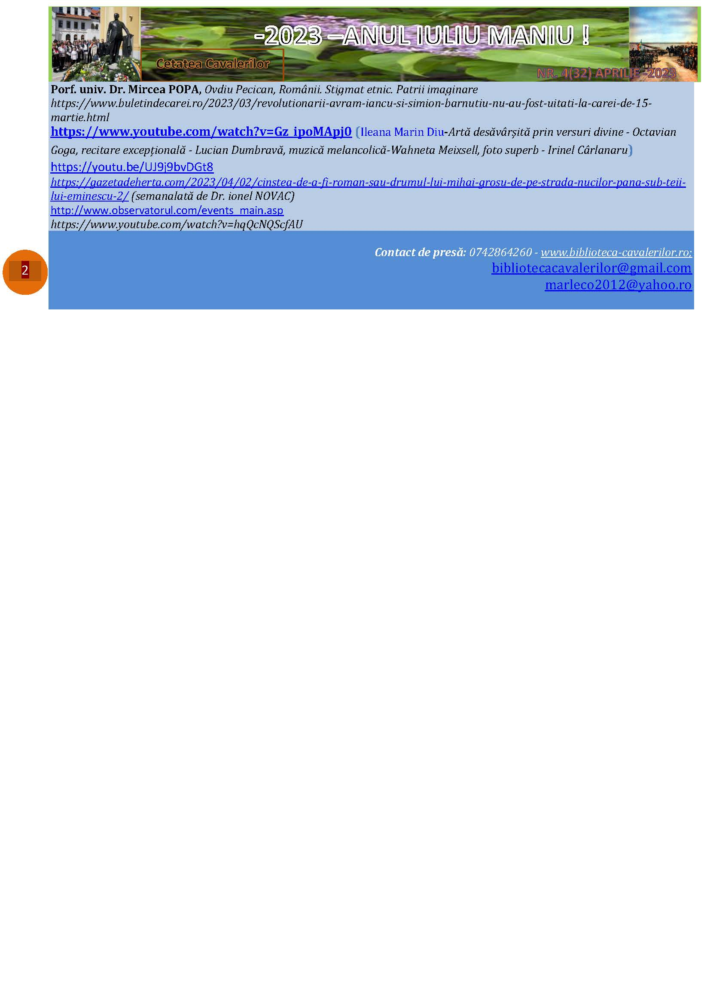 -2023 –ANUL IULIU MANIU !
Cetatea Cavalerilor
NR. 4(32) APRILIE -2023
Porf. univ. Dr. Mircea POPA, Ovdiu Pecican, Românii. Stigmat etnic. Patrii imaginare
https://www.buletindecarei.ro/2023/03/revolutionarii-avram-iancu-si-simion-barnutiu-nu-au-fost-uitati-la-carei-de-15-
martie.html
https://www.youtube.com/watch?v=Gz_ipoMApj0 (Ileana Marin Diu-Artă desăvârșită prin versuri divine - Octavian
Goga, recitare excepțională - Lucian Dumbravă, muzică melancolică-Wahneta Meixsell, foto superb - Irinel Cârlanaru)
https://youtu.be/UJ9j9bvDGt8
https://gazetadeherta.com/2023/04/02/cinstea-de-a-fi-roman-sau-drumul-lui-mihai-grosu-de-pe-strada-nucilor-pana-sub-teii-
lui-eminescu-2/ (semanalată de Dr. ionel NOVAC)
http://www.observatorul.com/events_main.asp
https://www.youtube.com/watch?v=hqQcNQScfAU
Contact de presă: 0742864260 - www.biblioteca-cavalerilor.ro;
bibliotecacavalerilor@gmail.com
marleco2012@yahoo.ro
2